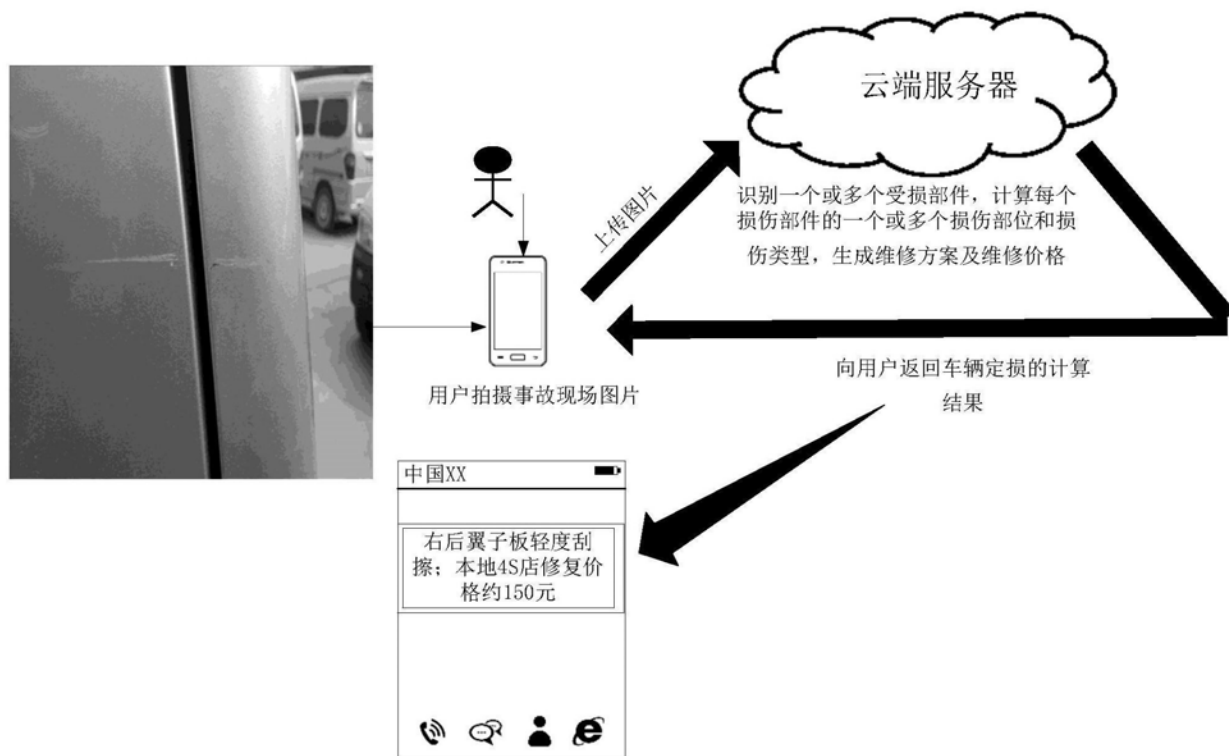 云端服务器
识别一个或多个受损部件，计算每个
损伤部件的一个或多个损伤部位和损
伤类型，生成维修方案及维修价格
上传图片
用户拍摄事故现场图片
向用户返回车辆定损的计算
结果
中国XX
右后翼子板轻度刮
擦；本地4S店修复价
格约150元